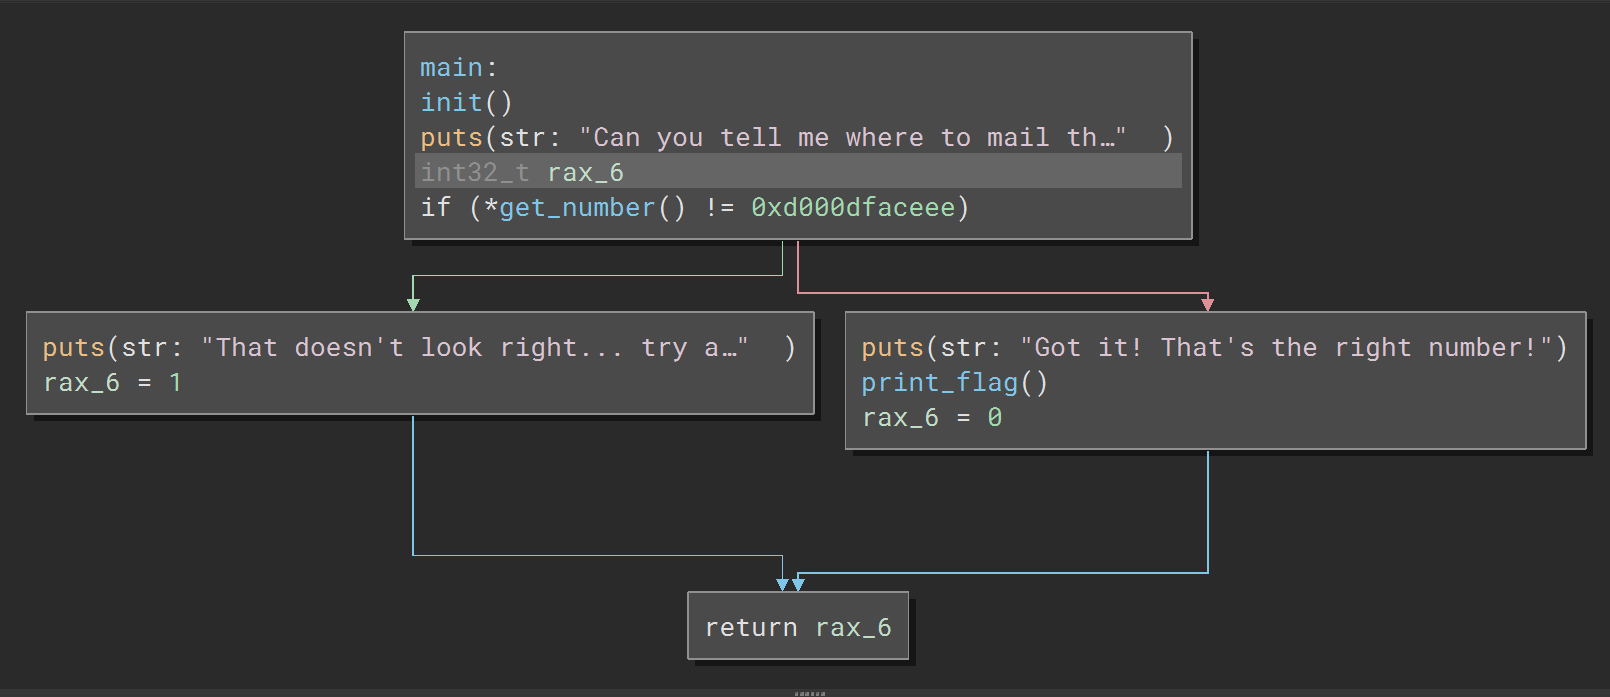 main:
init()
puts(str: "Can you tell me where to mail th…"  )
int32_t rax_6
if (*get_number() != 0xd000dfaceee)
puts(str: "That doesn't look right... try a…"  )
rax_6 = 1
puts(str: "Got it! That's the right number!")
print_flag()
rax_6 = 0
return rax_6